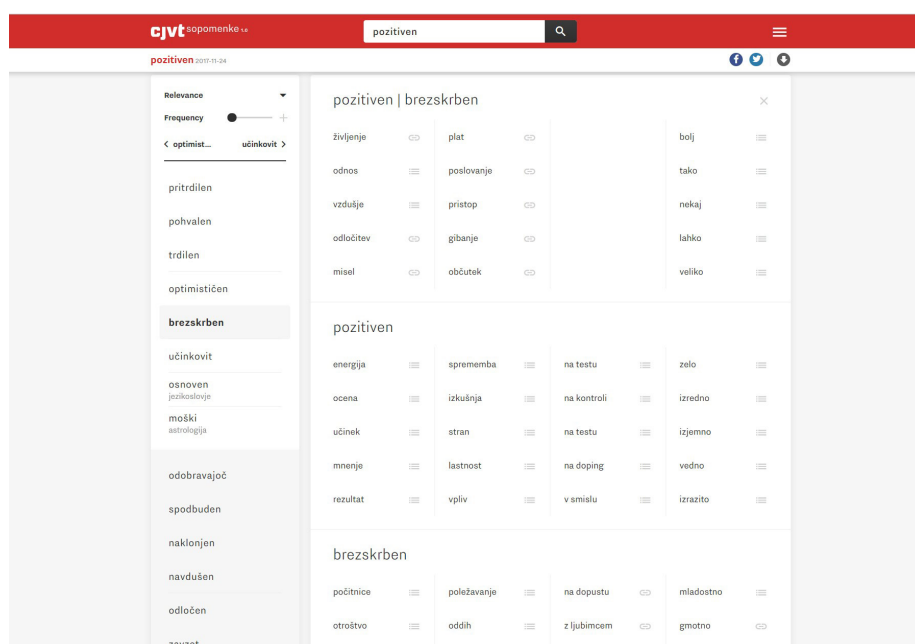 cjvt sopomenke 1.0
pozitiven
pozitiven 2017-11-24
Relevance
Frequency
< optimist... učinkovit >
pritrdilen
pohvalen
trdilen
optimističen
brezskrben
učinkovit
osnoven
jezikoslovje
moški
astrologija
odobravajoč
spodbuden
naklonjen
navdušen
odločen
zavzet
pozitiven | brezskrben
življenje plat bolj
odnos poslovanje tako
vzdušje pristop nekaj
odločitev gibanje lahko
misel občutek veliko
pozitiven
energija sprememba na testu zelo
ocena izkušnja na kontroli izredno
učinek stran na testu izjemno
mnenje lastnost na doping vedno
rezultat vpliv v smislu izrazito
brezskrben
počitnice poležavanje na dopustu mladostno
otroštvo oddih z ljubimcem gmotno